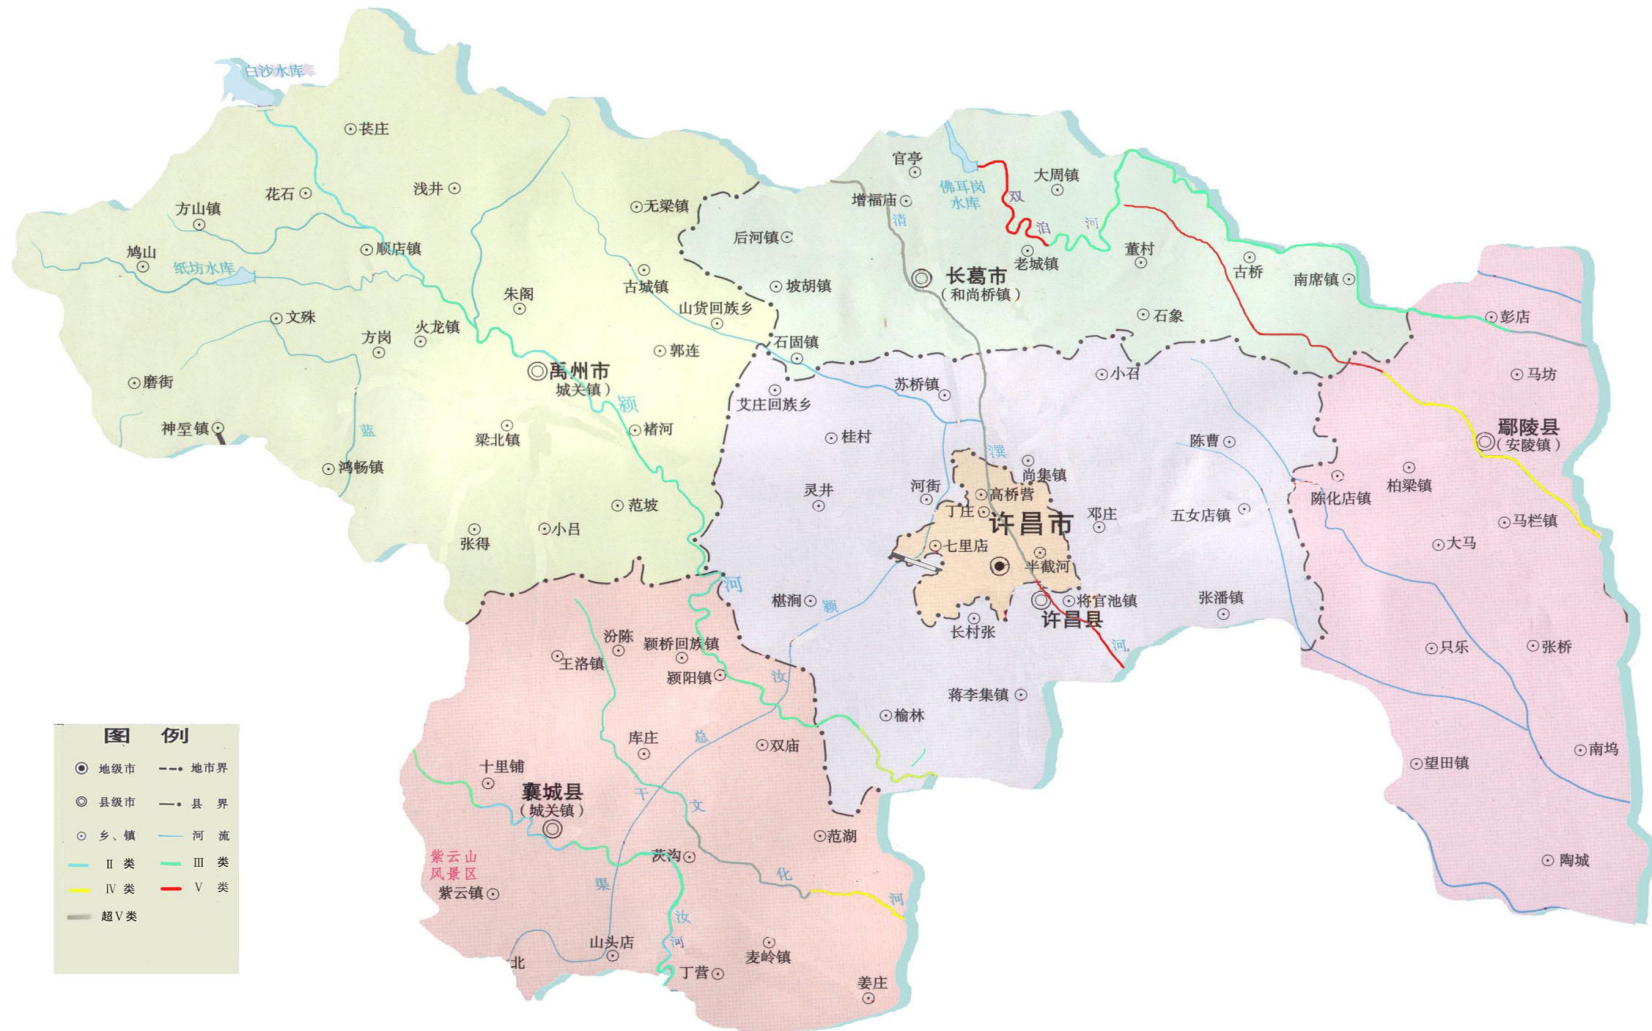 白沙水库
苌庄
花石
浅井
方山镇
无梁镇
鸠山
纸坊水库
顺店镇
古城镇
朱阁
山货回族乡
文殊
方岗
火龙镇
郭连
磨街
禹州市
城关镇)
颍
神垕镇
蓝
梁北镇
褚河
鸿畅镇
范坡
张得
小吕
河
官亭
增福庙
清
佛耳岗
水库
大周镇
双
洎
河
后河镇
老城镇
董村
古桥
南席镇
坡胡镇
长葛市
(和尚桥镇)
石象
石固镇
彭店
马坊
鄢陵县
(安陵镇)
陈化店镇
柏梁镇
马栏镇
大马
只乐
张桥
望田镇
南坞
陶城
艾庄回族乡
苏桥镇
小召
桂村
陈曹
灵井
河街
潩
尚集镇
高桥营
丁庄
许昌市
邓庄
五女店镇
七里店
半截河
椹涧
颍
将官池镇
许昌县
张潘镇
长村张
河
蒋李集镇
榆林
汾陈
颍桥回族镇
王洛镇
颍阳镇
汝
库庄
总
双庙
十里铺
襄城县
(城关镇)
干
文
范湖
紫云山
风景区
茨沟
紫云镇
渠
化
河
汝
河
北
山头店
丁营
麦岭镇
姜庄
图 例
地级市 地市界
县级市 县 界
乡、镇 河 流
Ⅱ 类 Ⅲ 类
Ⅳ 类 Ⅴ 类
超Ⅴ类